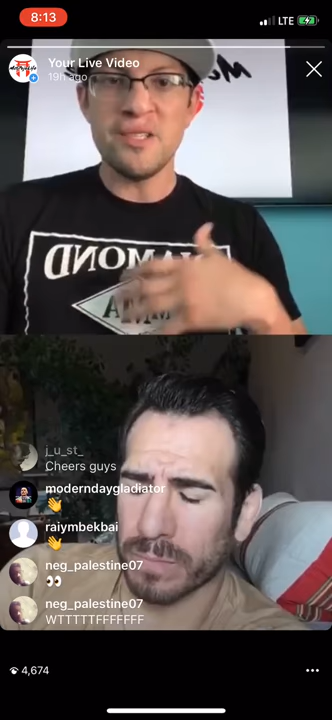 8:13
LTE
Your Live Video
19h ago
DIAMOND
j_u_st_
Cheers guys
moderndaygladiator
👋
raiymbekbai
👋
neg_palestine07
👀
neg_palestine07
WTTTTTFFFFFFF
4,674